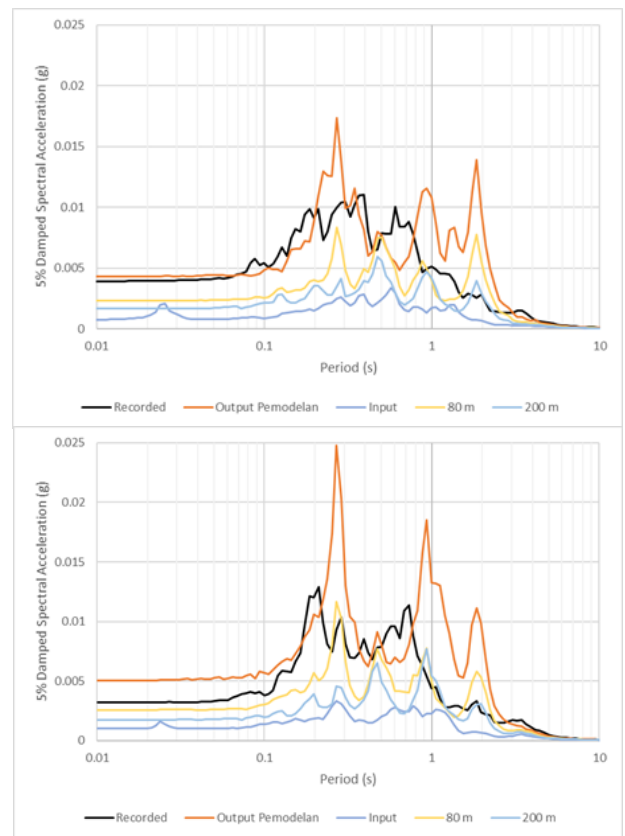 0.025
0.02
0.015
0.01
0.005
0
5% Damped Spectral Acceleration (g)
0.01 0.1 1 10
Period (s)
Recorded Output Pemodelan Input 80 m 200 m
0.025
0.02
0.015
0.01
0.005
0
5% Damped Spectral Acceleration (g)
0.01 0.1 1 10
Period (s)
Recorded Output Pemodelan Input 80 m 200 m